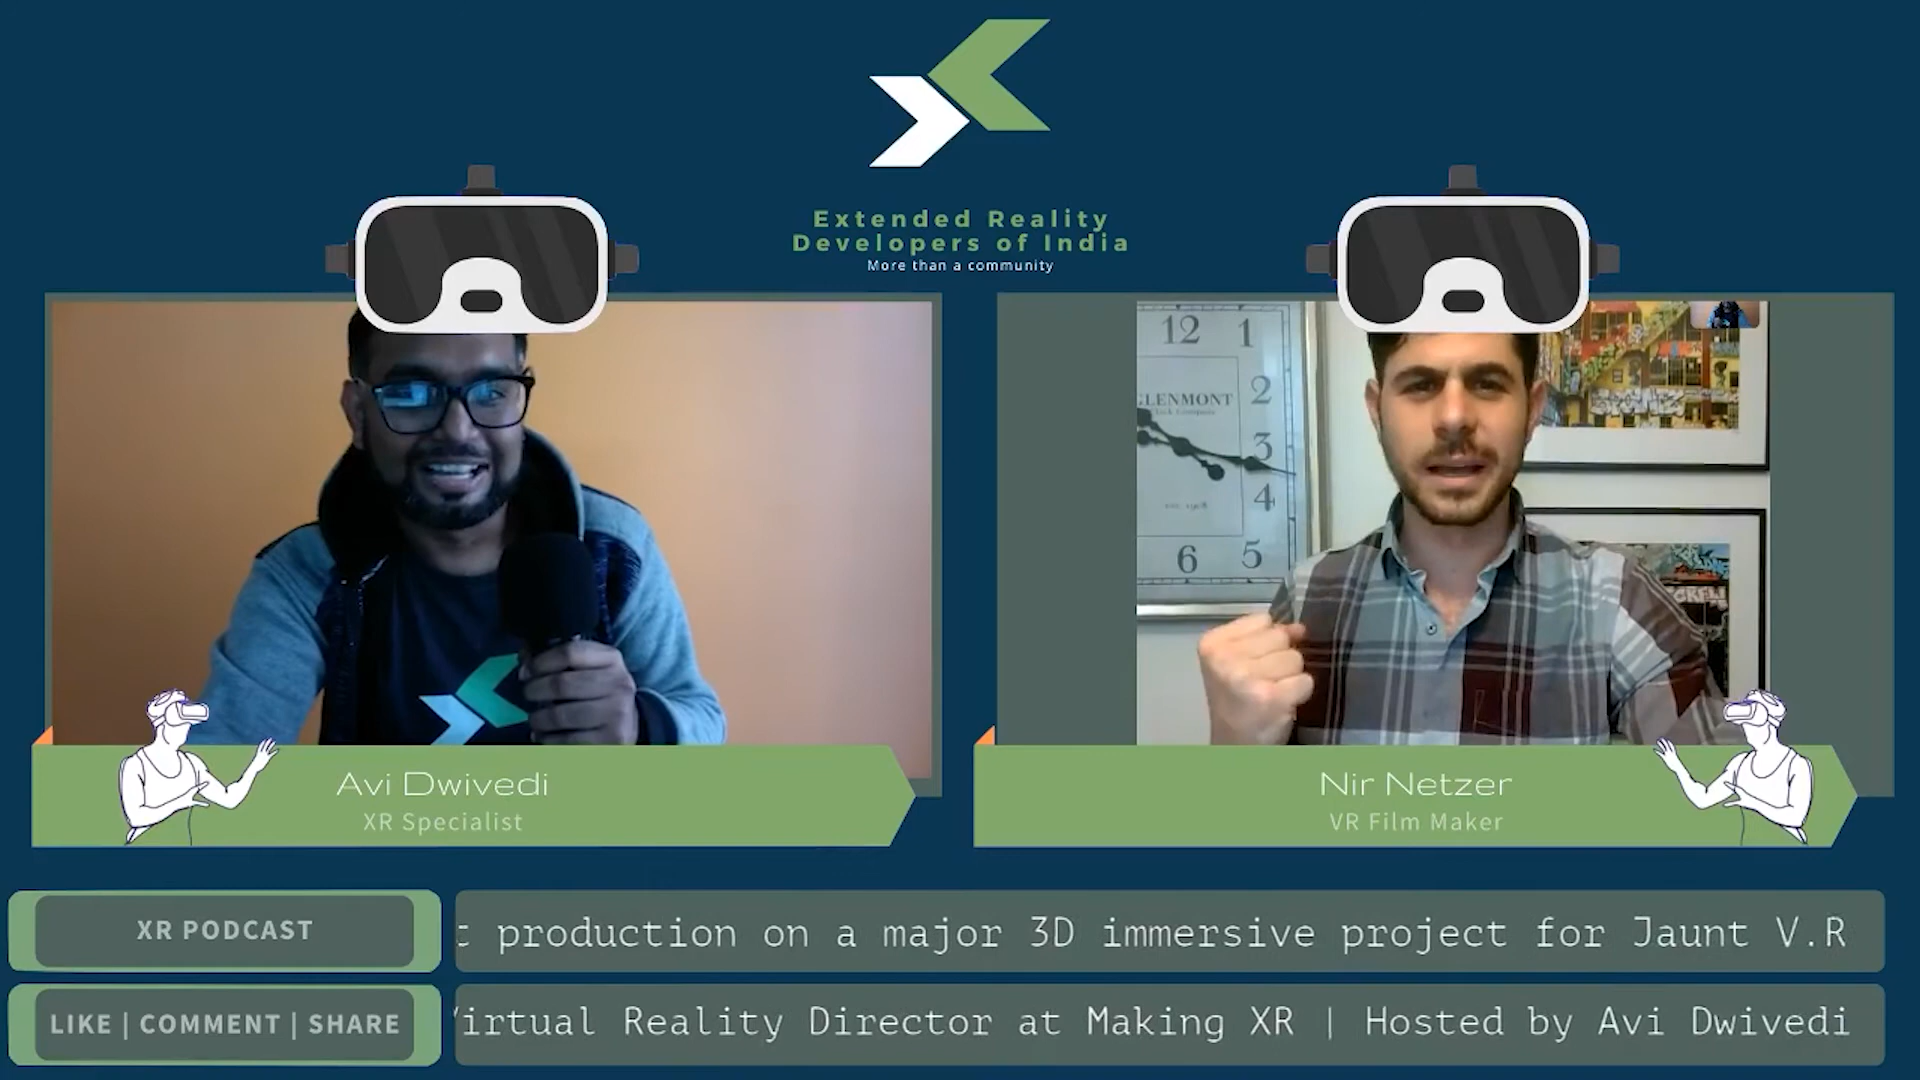 Extended Reality
Developers of India
More than a community
12 1
2
GLENMONT
3
4
6 5
Avi Dwivedi
XR Specialist
Nir Netzer
VR Film Maker
XR PODCAST
production on a major 3D immersive project for Jaunt V.R
LIKE | COMMENT | SHARE
Virtual Reality Director at Making XR | Hosted by Avi Dwivedi